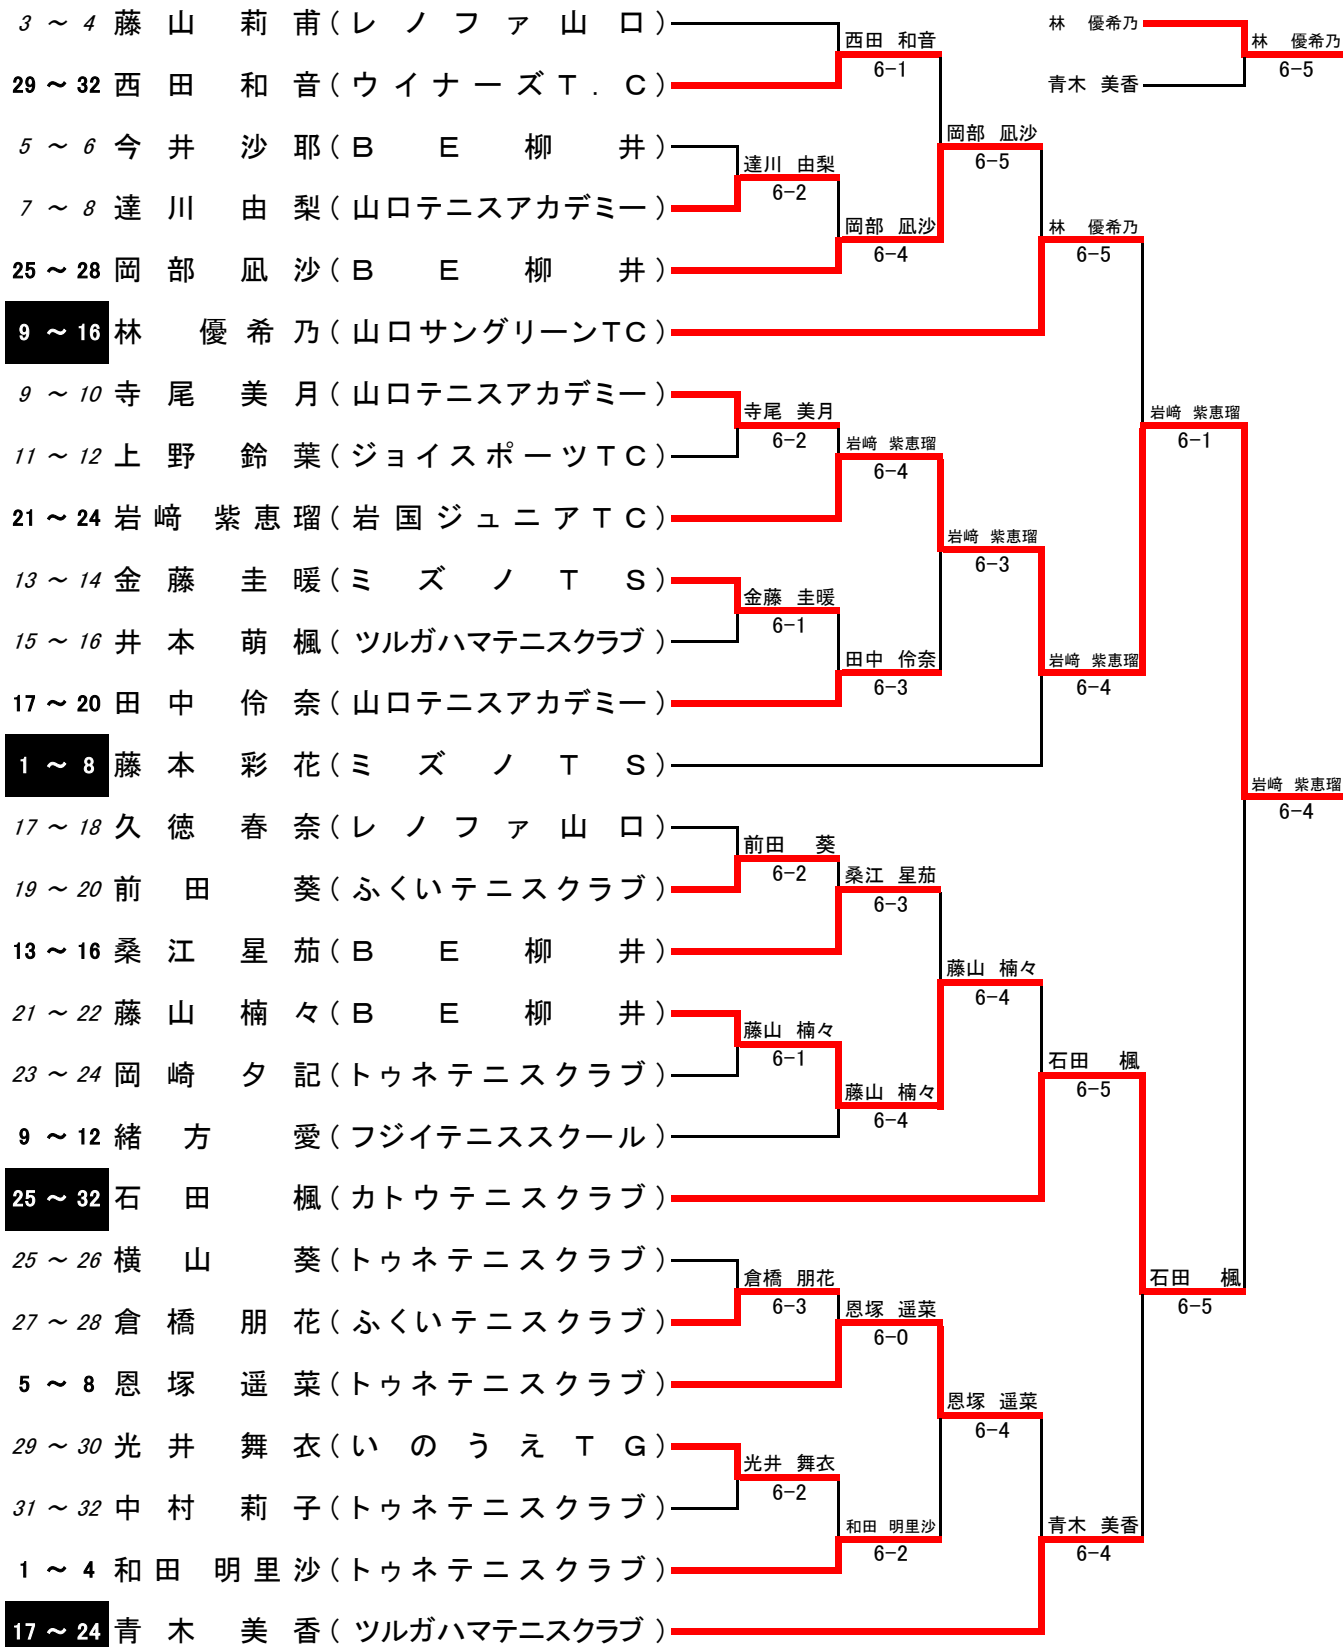 3 ～ 4 藤山 莉甫(レノファ山口)
29 ～ 32 西田 和音(ウイナーズT.C)
5 ～ 6 今井 沙耶(BE柳井)
7 ～ 8 達川 由梨(山口テニスアカデミー)
25 ～ 28 岡部 凪沙(BE柳井)
9 ～ 16 林 優希乃(山口サングリーンTC)
9 ～ 10 寺尾 美月(山口テニスアカデミー)
11 ～ 12 上野 鈴葉(ジョイスポーツTC)
21 ～ 24 岩﨑 紫恵瑠(岩国ジュニアTC)
13 ～ 14 金藤 圭暖(ミズノTS)
15 ～ 16 井本 萌楓(ツルガハマテニスクラブ)
17 ～ 20 田中 伶奈(山口テニスアカデミー)
1 ～ 8 藤本 彩花(ミズノTS)
17 ～ 18 久徳 春奈(レノファ山口)
19 ～ 20 前田 葵(ふくいテニスクラブ)
13 ～ 16 桑江 星茄(BE柳井)
21 ～ 22 藤山 楠々(BE柳井)
23 ～ 24 岡崎 夕記(トゥネテニスクラブ)
9 ～ 12 緒方 愛(フジイテニススクール)
25 ～ 32 石田 楓(カトウテニスクラブ)
25 ～ 26 横山 葵(トゥネテニスクラブ)
27 ～ 28 倉橋 朋花(ふくいテニスクラブ)
5 ～ 8 恩塚 遥菜(トゥネテニスクラブ)
29 ～ 30 光井 舞衣(いのうえTG)
31 ～ 32 中村 莉子(トゥネテニスクラブ)
1 ～ 4 和田 明里沙(トゥネテニスクラブ)
17 ～ 24 青木 美香(ツルガハマテニスクラブ)
達川 由梨
6-2
寺尾 美月
6-2
金藤 圭暖
6-1
前田 葵
6-2
藤山 楠々
6-1
倉橋 朋花
6-3
光井 舞衣
6-2
西田 和音
6-1
岡部 凪沙
6-4
岩﨑 紫恵瑠
6-4
田中 伶奈
6-3
桑江 星茄
6-3
藤山 楠々
6-4
恩塚 遥菜
6-0
和田 明里沙
6-2
岡部 凪沙
6-5
岩﨑 紫恵瑠
6-3
藤山 楠々
6-4
恩塚 遥菜
6-4
林 優希乃
6-5
岩﨑 紫恵瑠
6-4
石田 楓
6-5
青木 美香
6-4
岩﨑 紫恵瑠
6-1
石田 楓
6-5
岩﨑 紫恵瑠
6-4
林 優希乃
青木 美香
林 優希乃
6-5